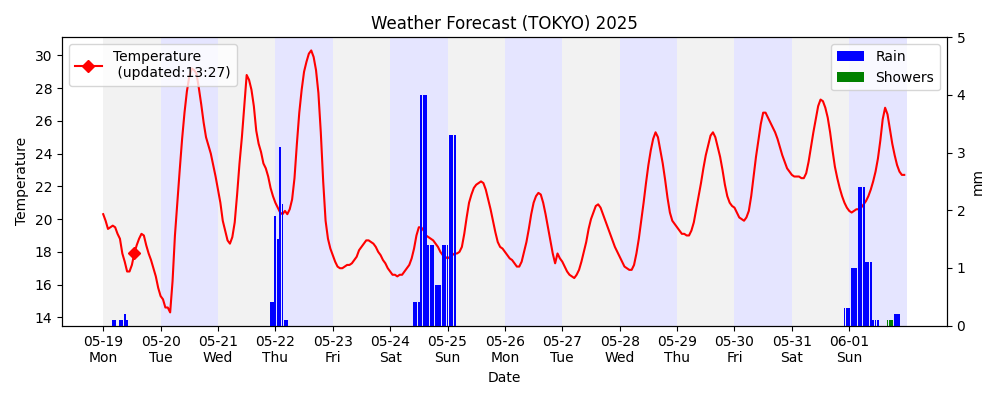 Weather Forecast (TOKYO) 2025
Temperature
(updated:13:27)
Rain
Showers
Temperature
30
28
26
24
22
20
18
16
14
5
4
3
2
1
0
mm
05-19 05-20 05-21 05-22 05-23 05-24 05-25 05-26 05-27 05-28 05-29 05-30 05-31 06-01
Mon Tue Wed Thu Fri Sat Sun Mon Tue Wed Thu Fri Sat Sun
Date